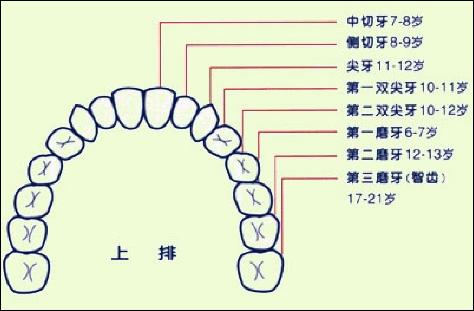 中切牙7-8岁
侧切牙8-9岁
尖牙11-12岁
第一双尖牙10-11岁
第二双尖牙10-12岁
第一磨牙6-7岁
第二磨牙12-13岁
第三磨牙(智齿)
17-21岁
上 排